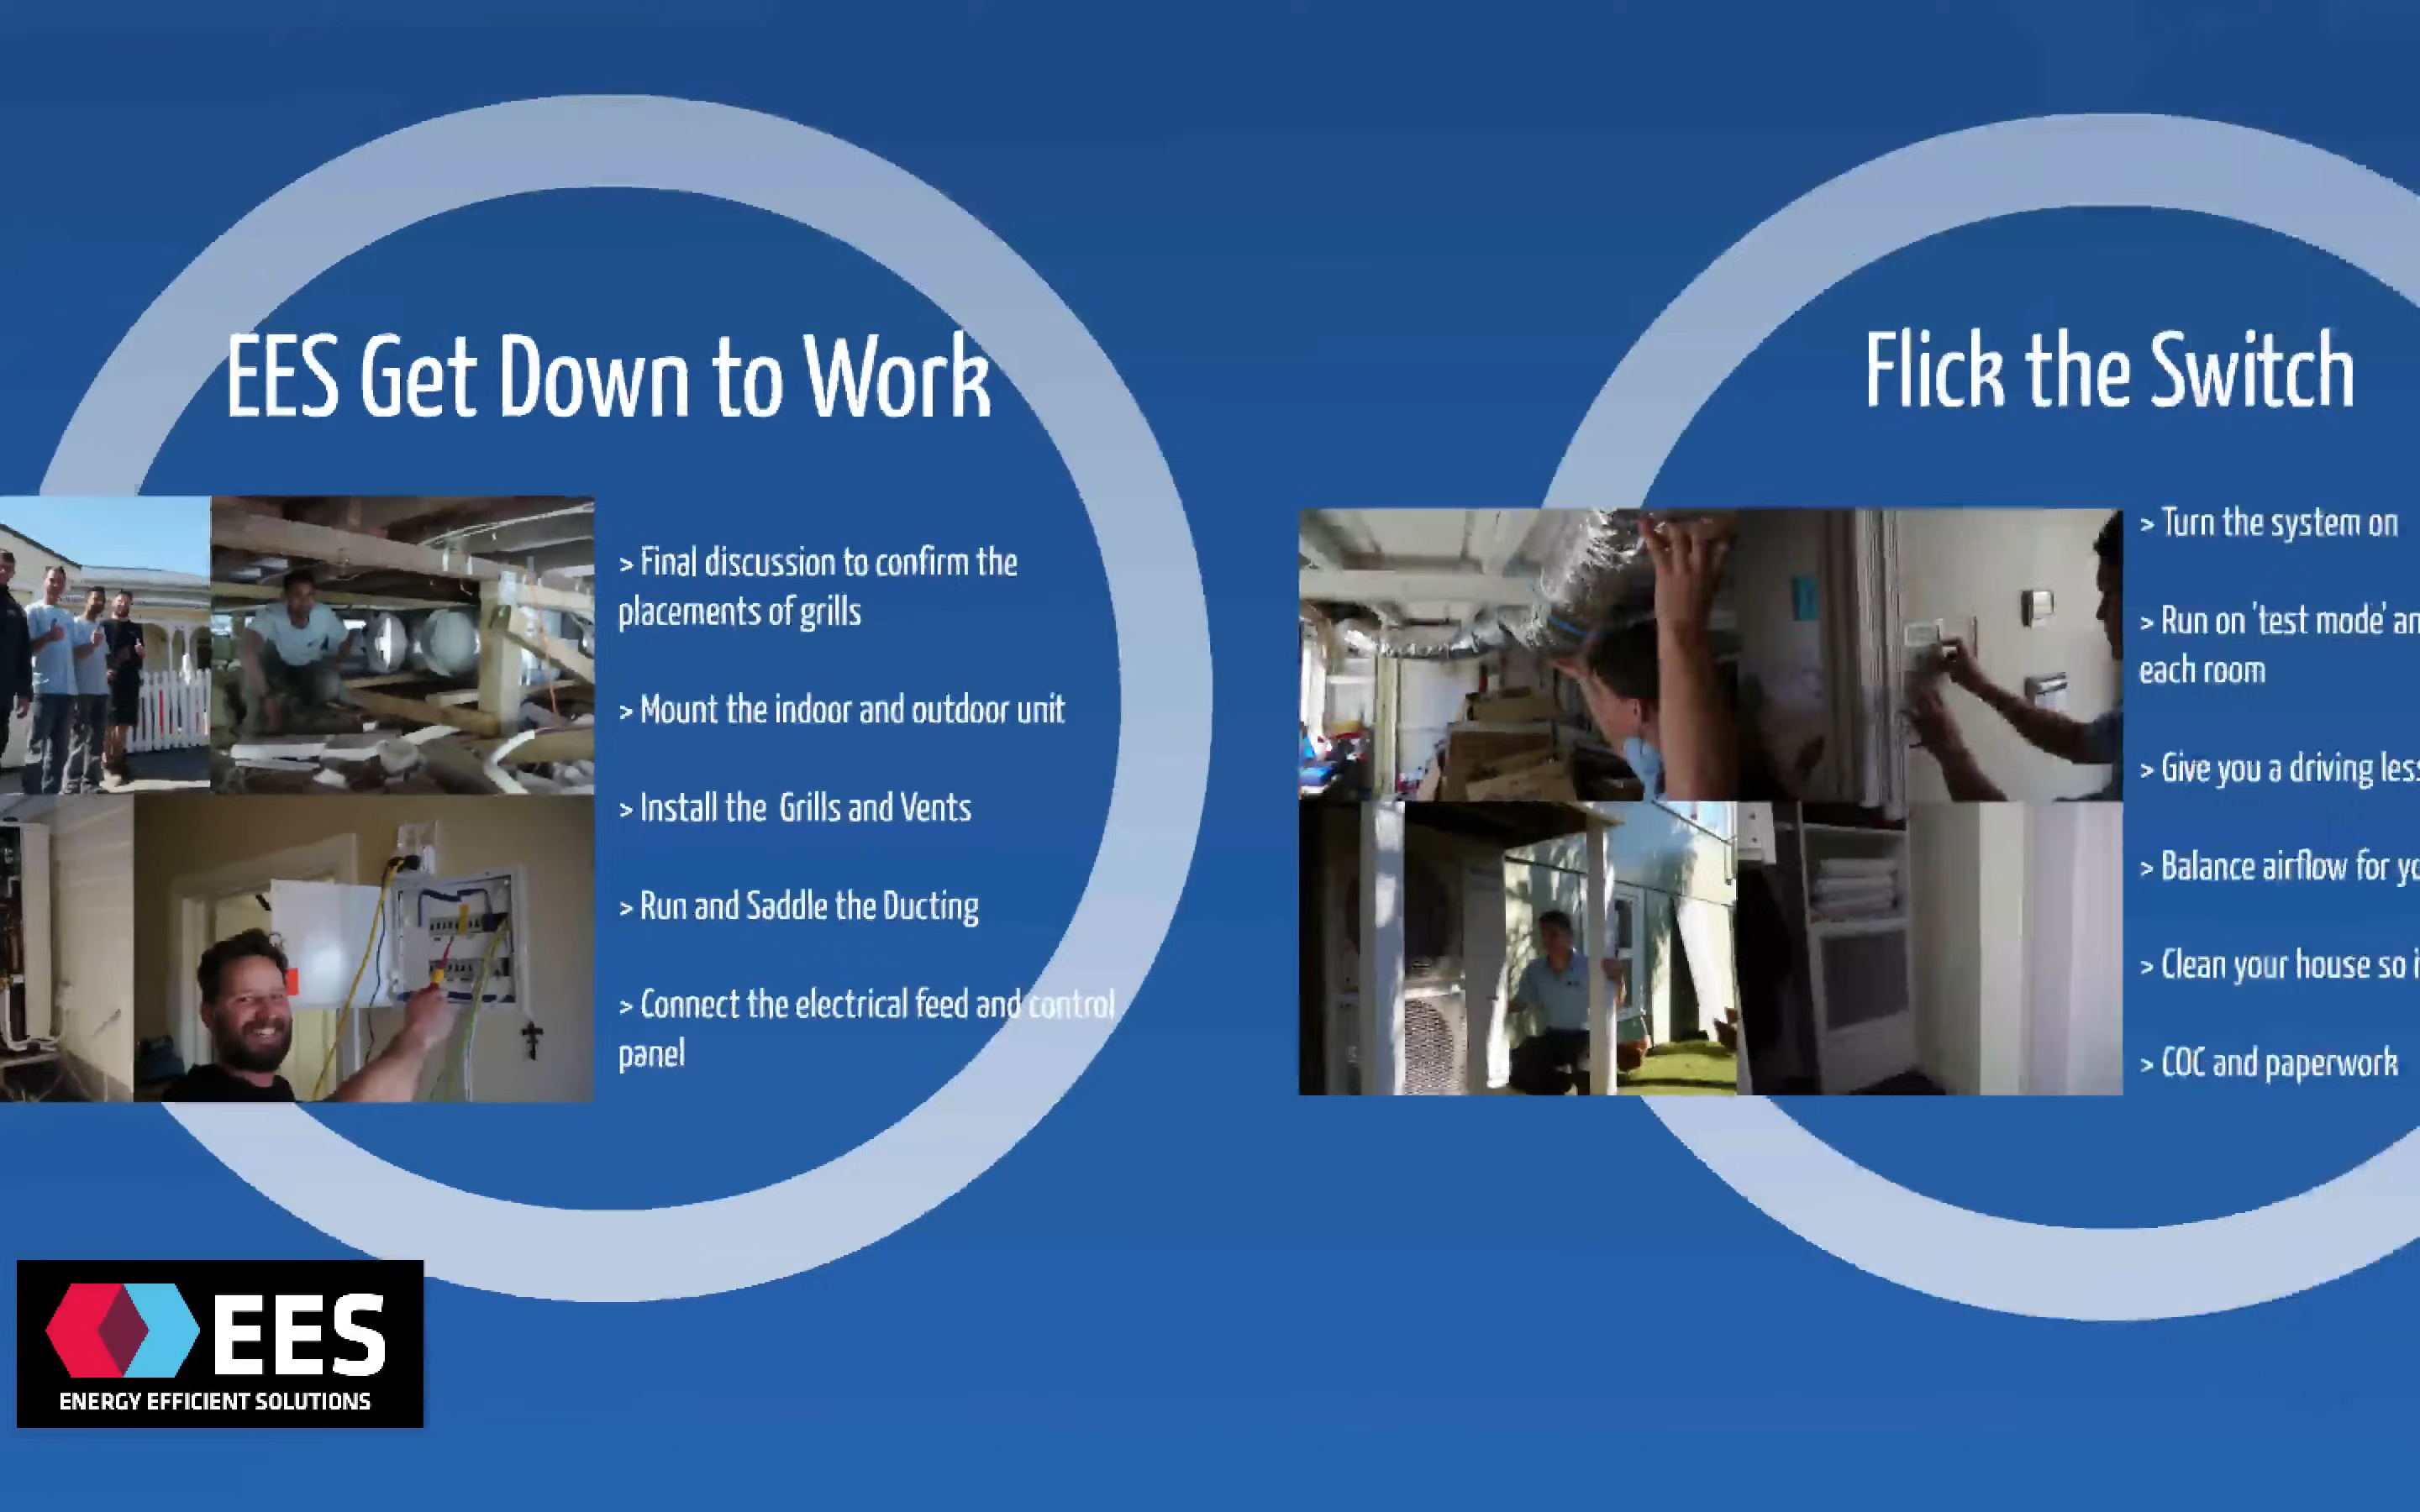 EES Get Down to Work
> Final discussion to confirm the
placements of grills
> Mount the indoor and outdoor unit
> Install the Grills and Vents
> Run and Saddle the Ducting
> Connect the electrical feed and control
panel
Flick the Switch
> Turn the system on
> Run on 'test mode'
each room
> Give you a driving
> Balance airflow for
> Clean your house so
> COC and paperwork
EES
ENERGY EFFICIENT SOLUTIONS